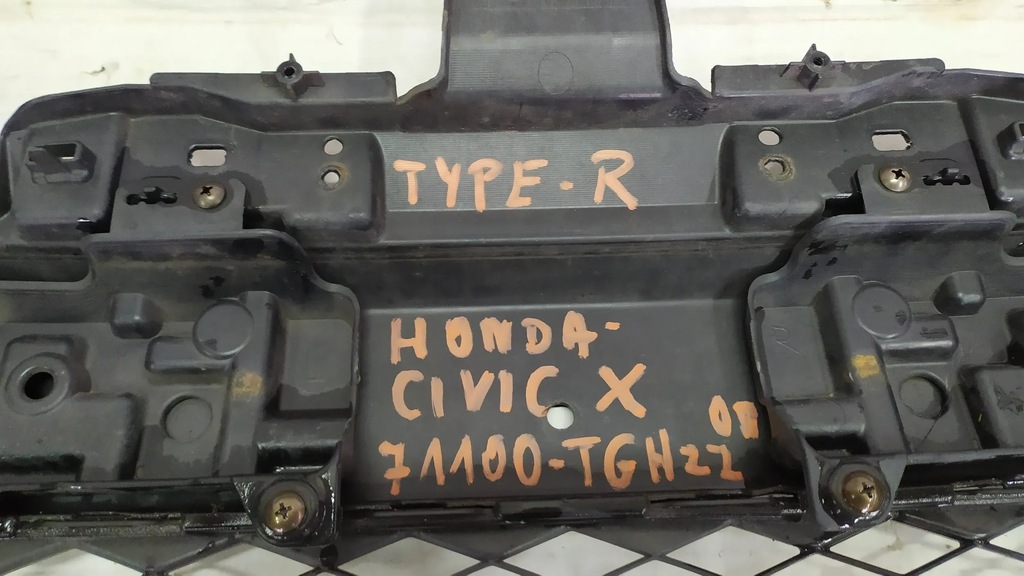 TYPE-R
HONDA-
CIVIC X
71100-TGH22